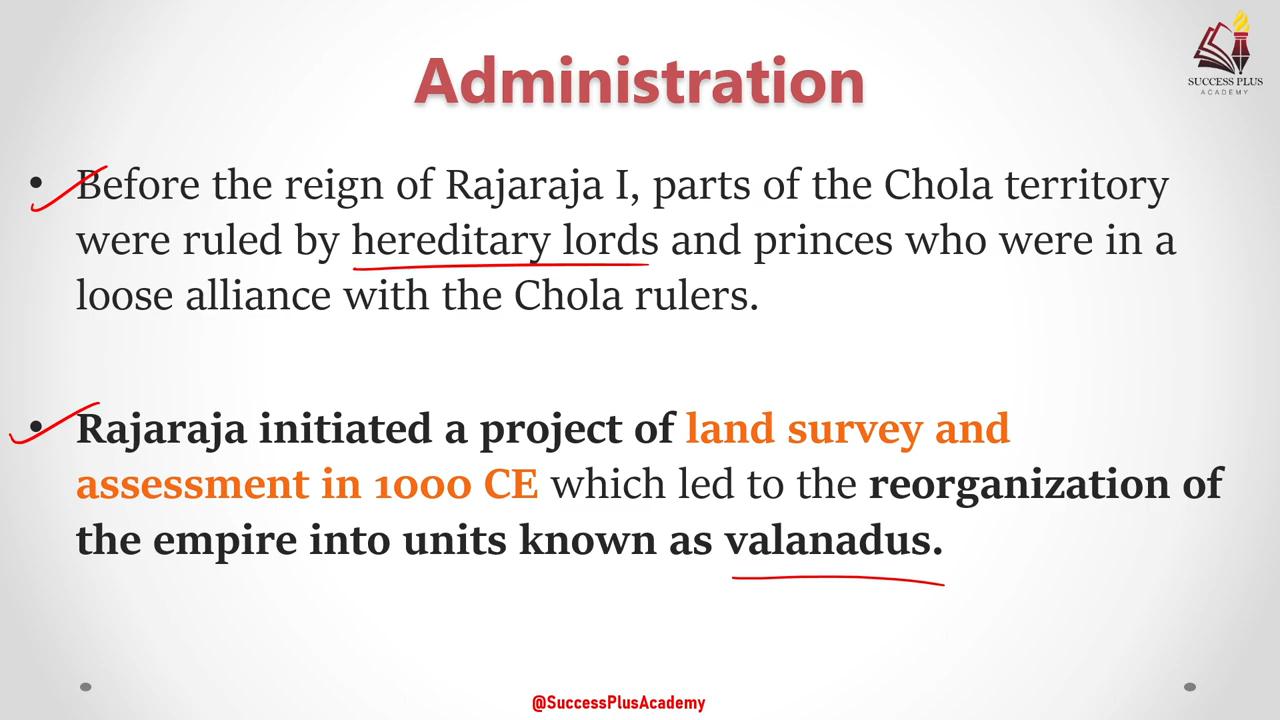 SUCCESS PLUS
ACADEMY
Administration
• Before the reign of Rajaraja I, parts of the Chola territory
were ruled by hereditary lords and princes who were in a
loose alliance with the Chola rulers.
• Rajaraja initiated a project of land survey and
assessment in 1000 CE which led to the reorganization of
the empire into units known as valanadus.
@SuccessPlusAcademy